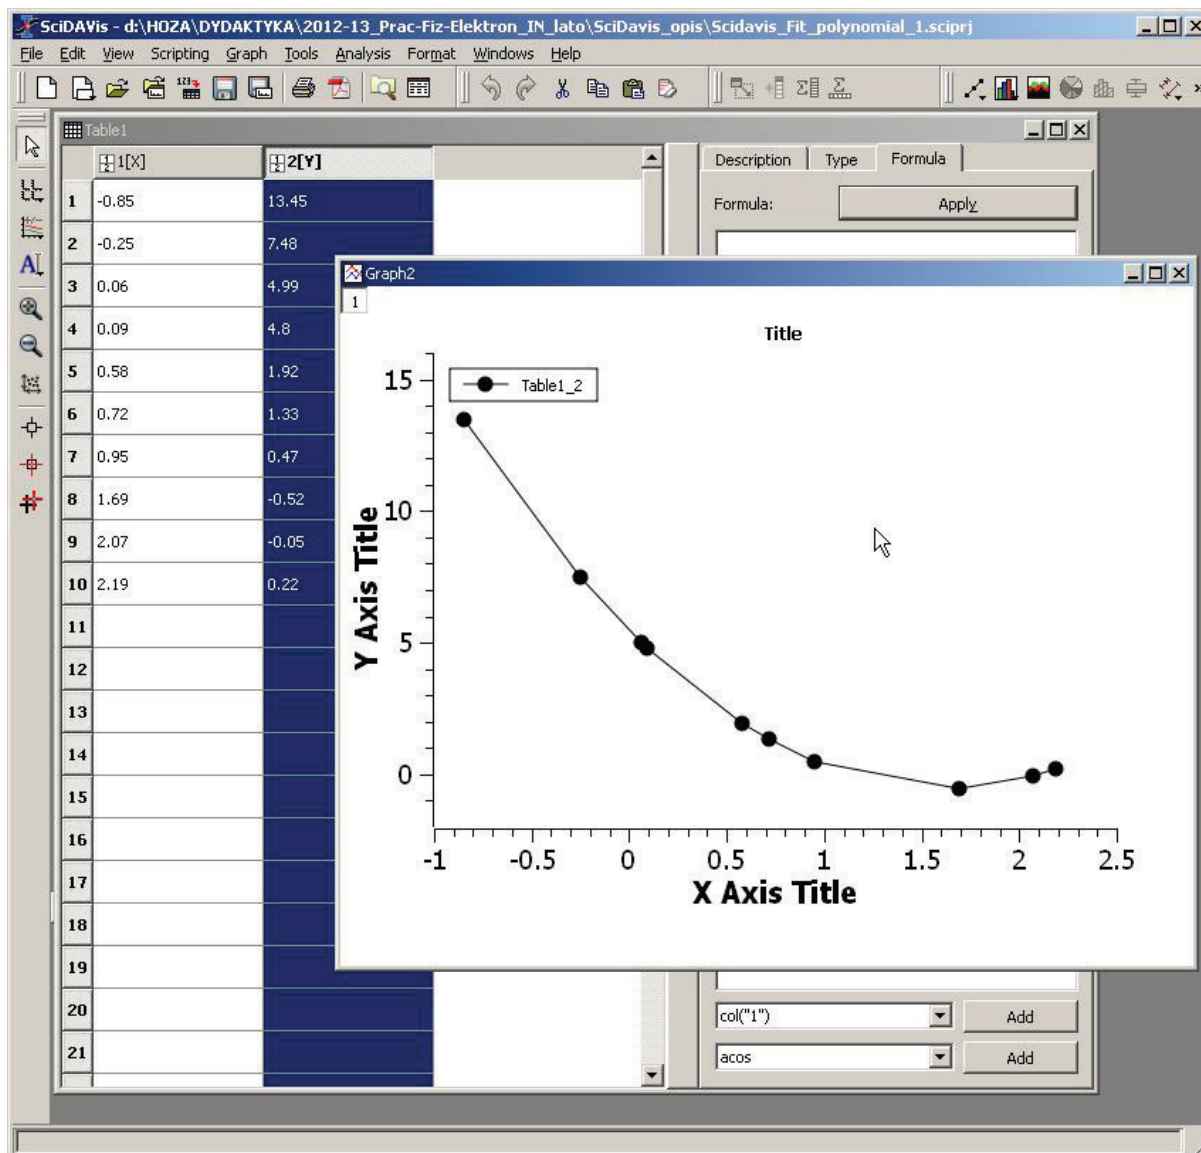 SciDAVis - d:\HOZA\DYDAKTYKA\2012-13_Prac-Fiz-Elektron_IN_lato\SciDavis_opis\Scidavis_Fit_polynomial_1.sciprj
File Edit View Scripting Graph Tools Analysis Format Windows Help
Table1
1[X] 2[Y]
Description Type Formula
1 -0.85 13.45
Formula: Apply
2 -0.25 7.48
3 0.06 4.99
4 0.09 4.8
5 0.58 1.92
6 0.72 1.33
7 0.95 0.47
8 1.69 -0.52
9 2.07 -0.05
10 2.19 0.22
11
12
13
14
15
16
17
18
19
20
21
Graph2
1
Title
Table1_2
15
10
5
0
Y Axis Title
-1 -0.5 0 0.5 1 1.5 2 2.5
X Axis Title
col("1") Add
acos Add